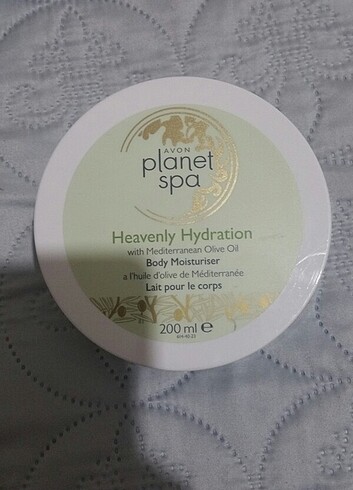 AVON
planet
spa
Heavenly Hydration
with Mediterranean Olive Oil
Body Moisturiser
a l'huile d'olive de Méditerranée
Lait pour le corps
200 ml e